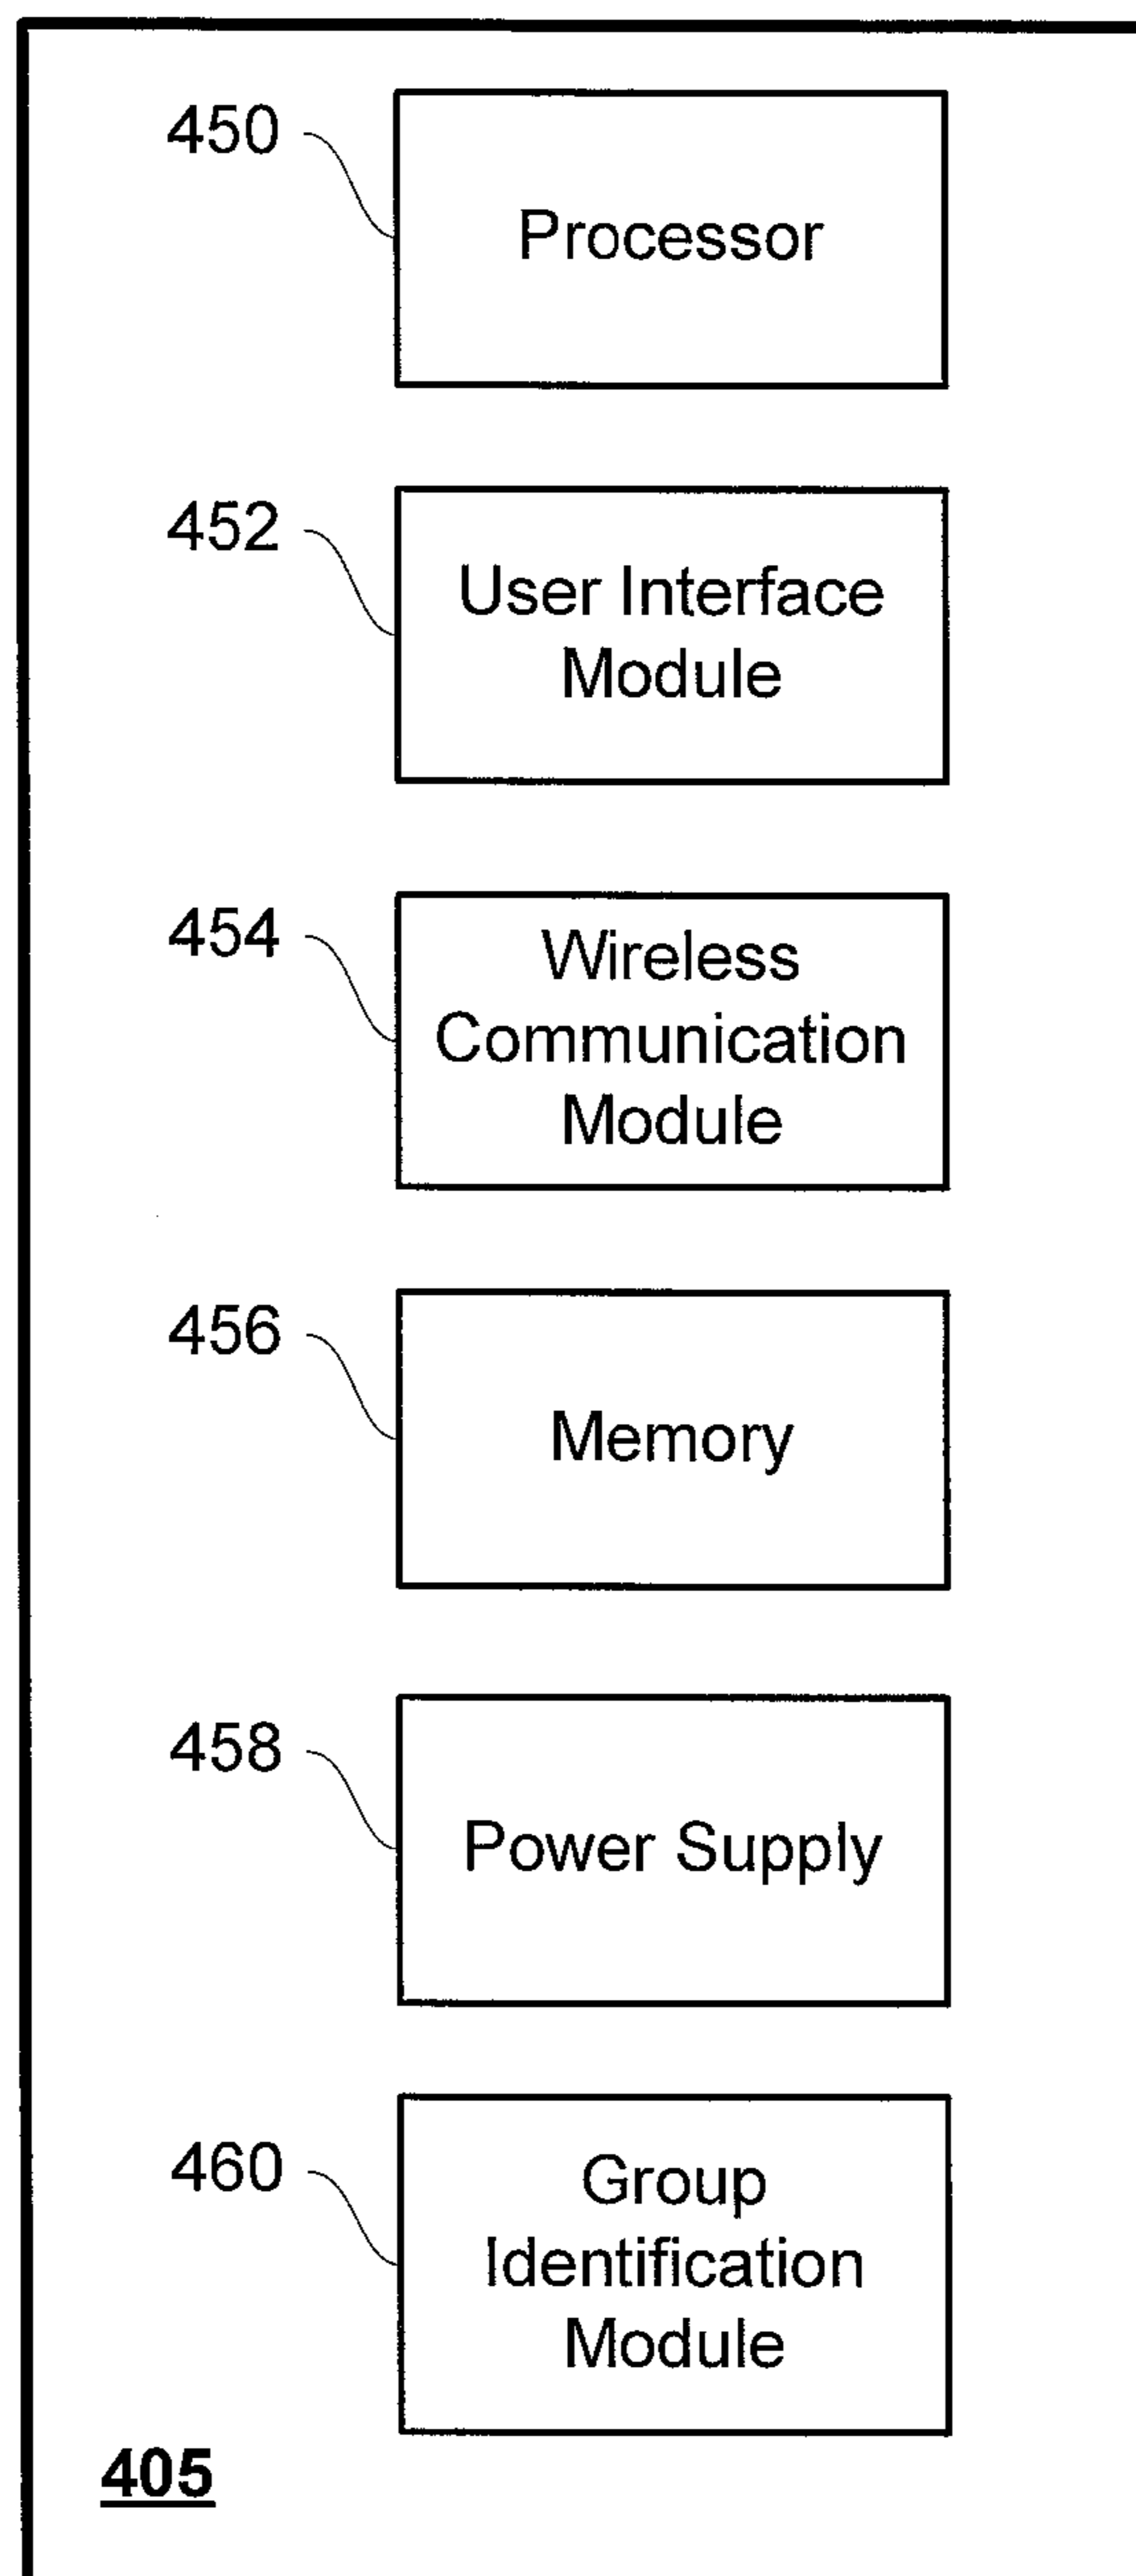 450
Processor
452
User Interface
Module
454
Wireless
Communication
Module
456
Memory
458
Power Supply
460
Group
Identification
Module
405